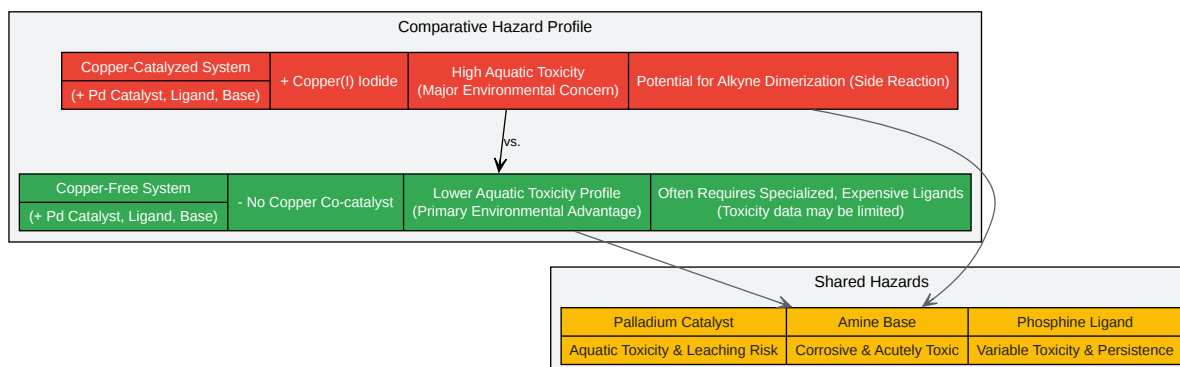 Comparative Hazard Profile
Copper-Catalyzed System
(+ Pd Catalyst, Ligand, Base)
+ Copper(I) Iodide
High Aquatic Toxicity
(Major Environmental Concern)
Potential for Alkyne Dimerization (Side Reaction)
vs.
Copper-Free System
(+ Pd Catalyst, Ligand, Base)
- No Copper Co-catalyst
Lower Aquatic Toxicity Profile
(Primary Environmental Advantage)
Often Requires Specialized, Expensive Ligands
(Toxicity data may be limited)
Shared Hazards
Palladium Catalyst
Aquatic Toxicity & Leaching Risk
Amine Base
Corrosive & Acutely Toxic
Phosphine Ligand
Variable Toxicity & Persistence